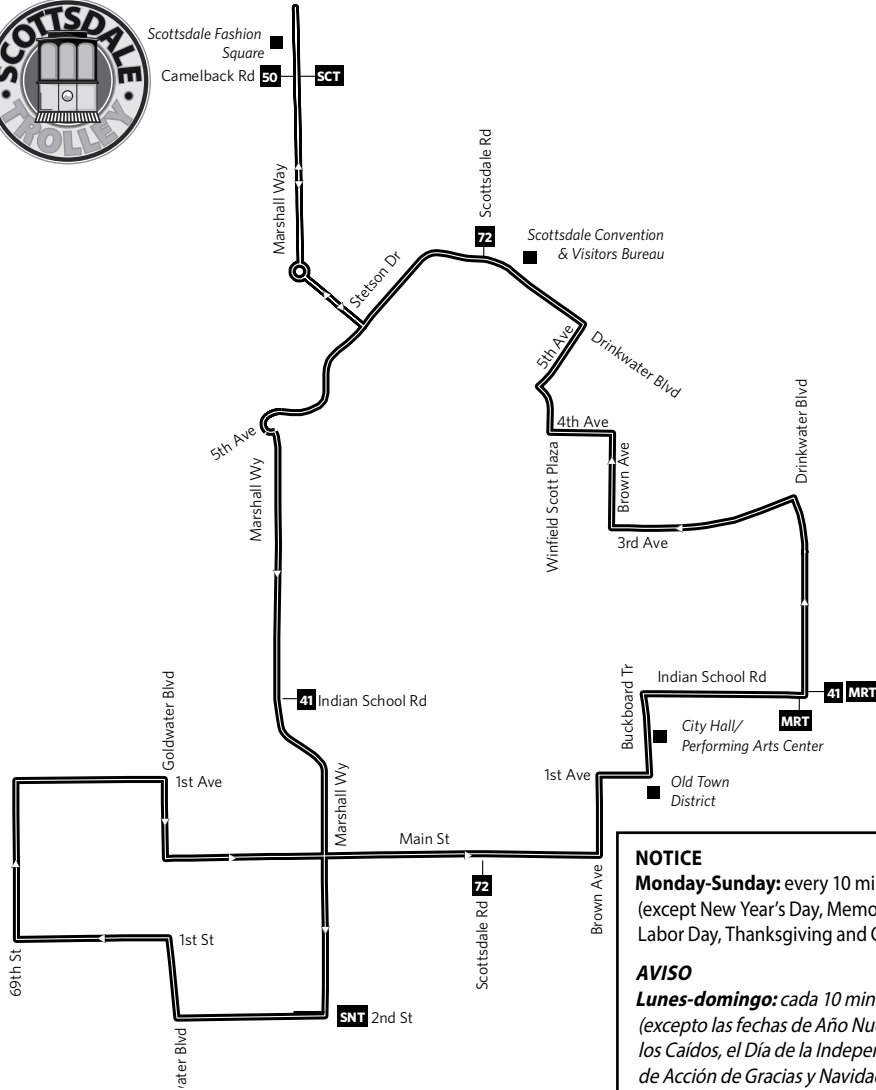 SCOTTSDALE
TROLLEY
Scottsdale Fashion
Square
Camelback Rd 50 SCT
Marshall Way
Scottsdale Rd
72
Scottsdale Convention
& Visitors Bureau
Stetson Dr
5th Ave
Drinkwater Blvd
Drinkwater Blvd
4th Ave
5th Ave
Marshall Wy
Winfield Scott Plaza
Brown Ave
3rd Ave
Indian School Rd
Buckboard Tr
41 MRT
MRT
41 Indian School Rd
City Hall/
Performing Arts Center
Goldwater Blvd
1st Ave
1st Ave
Old Town
District
Marshall Wy
Main St
72
Scottsdale Rd
Brown Ave
69th St
1st St
SNT 2nd St
Blvd
NOTICE
Monday-Sunday: every 10
(except New Year's Day,
Labor Day, Thanksgiving and
AVISO
Lunes-domingo: cada 10
(excepto las fechas de Año
los Caídos, el Día de la
de Acción de Gracias y Navidad